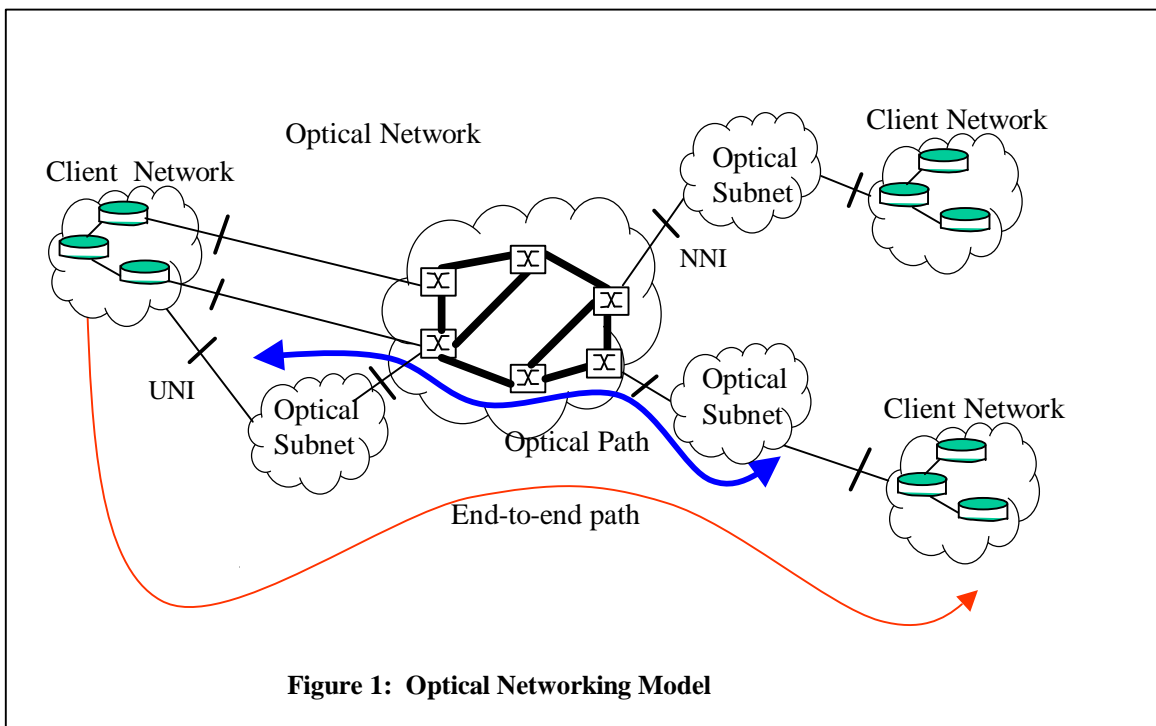 Optical Network
Client Network
Client Network
Optical
Subnet
NNI
UNI
Optical
Subnet
Optical
Subnet
Client Network
Optical Path
End-to-end path
Figure 1: Optical Networking Model